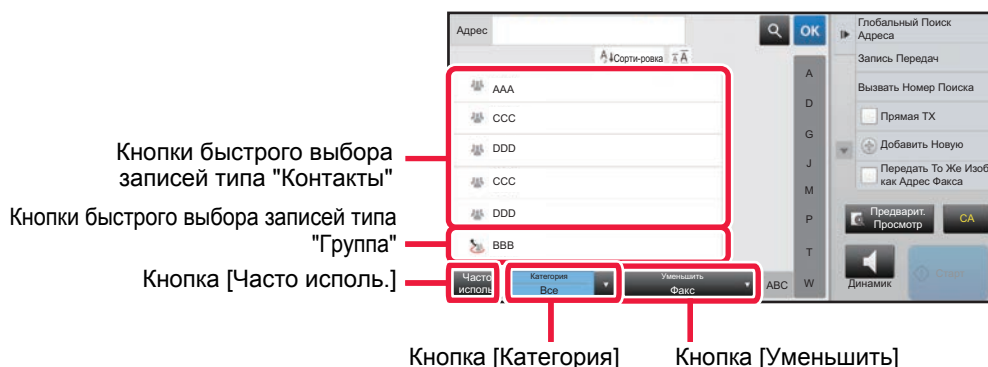 Адрес
OK
Сорти-ровка
AAA
CCC
DDD
CCC
DDD
BBB
Часто
исполь
Категория
Все
Уменьшить
Факс
ABC
A
D
G
J
M
P
T
W
Глобальный Поиск
Адреса
Запись Передач
Вызвать Номер Поиска
Прямая TX
Добавить Новую
Передать То Же Изоб
как Адрес Факса
Предварит.
Просмотр
CA
Динамик
Старт
Кнопки быстрого выбора
записей типа "Контакты"
Кнопки быстрого выбора записей типа
"Группа"
Кнопка [Часто исполь.]
Кнопка [Категория]
Кнопка [Уменьшить]